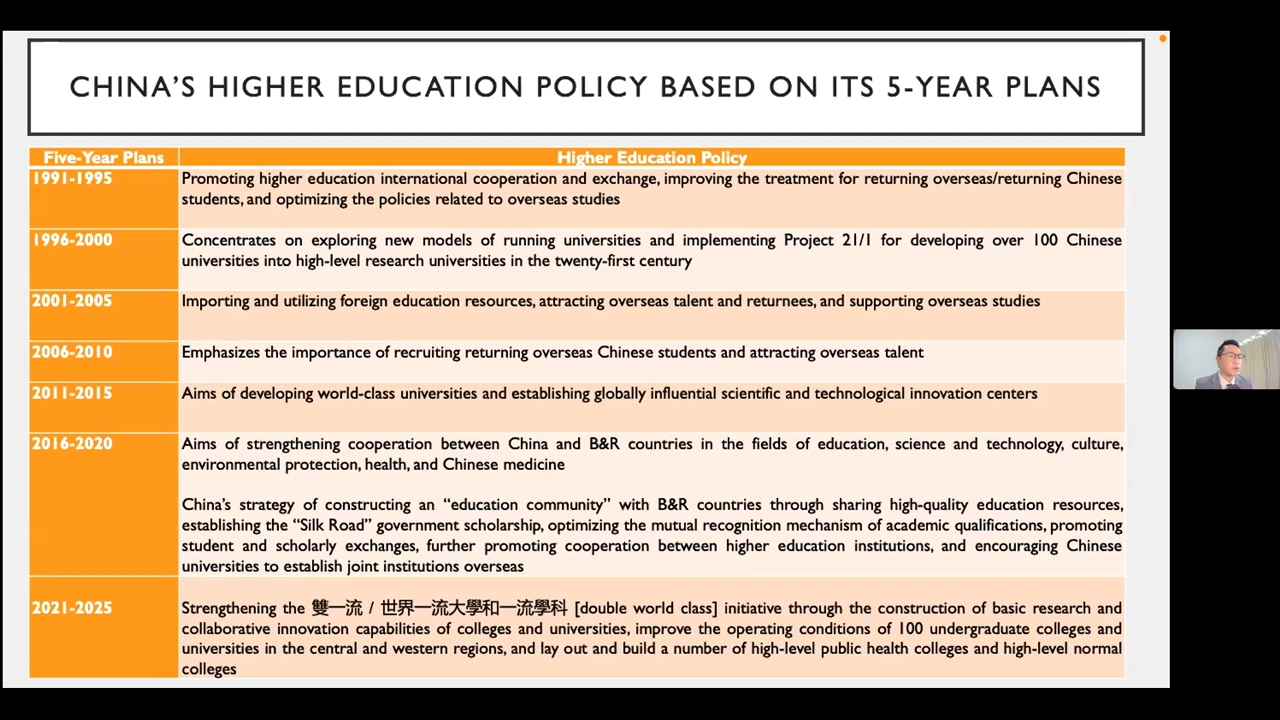 CHINA'S HIGHER EDUCATION POLICY BASED ON ITS 5-YEAR PLANS
Five-Year Plans
Higher Education Policy
1991-1995
Promoting higher education international cooperation and exchange, improving the treatment for returning overseas/returning Chinese
students, and optimizing the policies related to overseas studies
1996-2000
Concentrates on exploring new models of running universities and implementing Project 21/1 for developing over 100 Chinese
universities into high-level research universities in the twenty-first century
2001-2005
Importing and utilizing foreign education resources, attracting overseas talent and returnees, and supporting overseas studies
2006-2010
Emphasizes the importance of recruiting returning overseas Chinese students and attracting overseas talent
2011-2015
Aims of developing world-class universities and establishing globally influential scientific and technological innovation centers
2016-2020
Aims of strengthening cooperation between China and B&R countries in the fields of education, science and technology, culture,
environmental protection, health, and Chinese medicine
China's strategy of constructing an "education community" with B&R countries through sharing high-quality education resources,
establishing the "Silk Road" government scholarship, optimizing the mutual recognition mechanism of academic qualifications, promoting
student and scholarly exchanges, further promoting cooperation between higher education institutions, and encouraging Chinese
universities to establish joint institutions overseas
2021-2025
Strengthening the 雙一流 / 世界一流大學和一流學科 [double world class] initiative through the construction of basic research and
collaborative innovation capabilities of colleges and universities, improve the operating conditions of 100 undergraduate colleges and
universities in the central and western regions, and lay out and build a number of high-level public health colleges and high-level normal
colleges